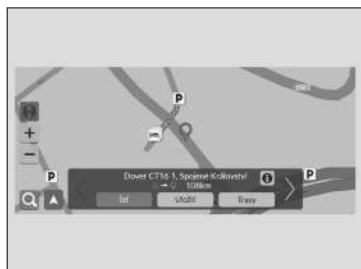 P
+
−
P
P
Dover CT16 1, Spojené Království
108km
Jet
Uložit
Trasy